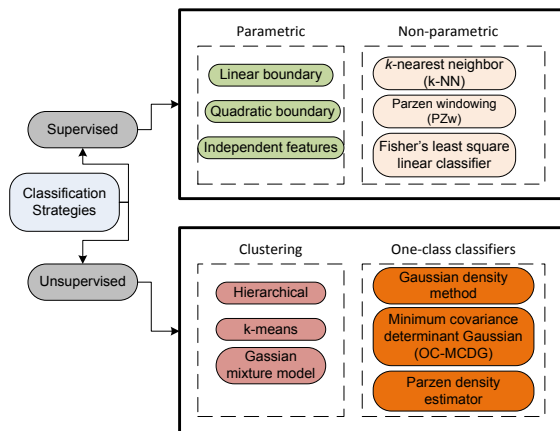 Parametric
Non-parametric
Linear boundary
Quadratic boundary
Independent features
k-nearest neighbor
(k-NN)
Parzen windowing
(PZw)
Fisher's least square
linear classifier
Supervised
Classification
Strategies
Unsupervised
Clustering
One-class classifiers
Hierarchical
k-means
Gassian
mixture model
Gaussian density
method
Minimum covariance
determinant Gaussian
(OC-MCDG)
Parzen density
estimator